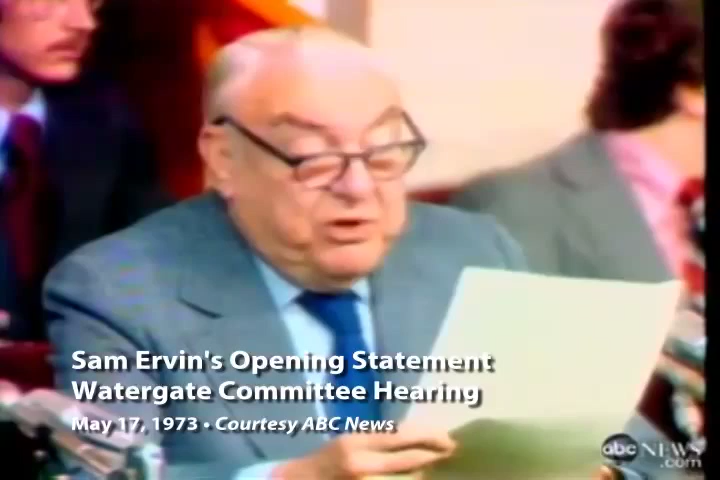 Sam Ervin's Opening Statement
Watergate Committee Hearing
May 17, 1973 • Courtesy ABC News
abc NEWS
.com